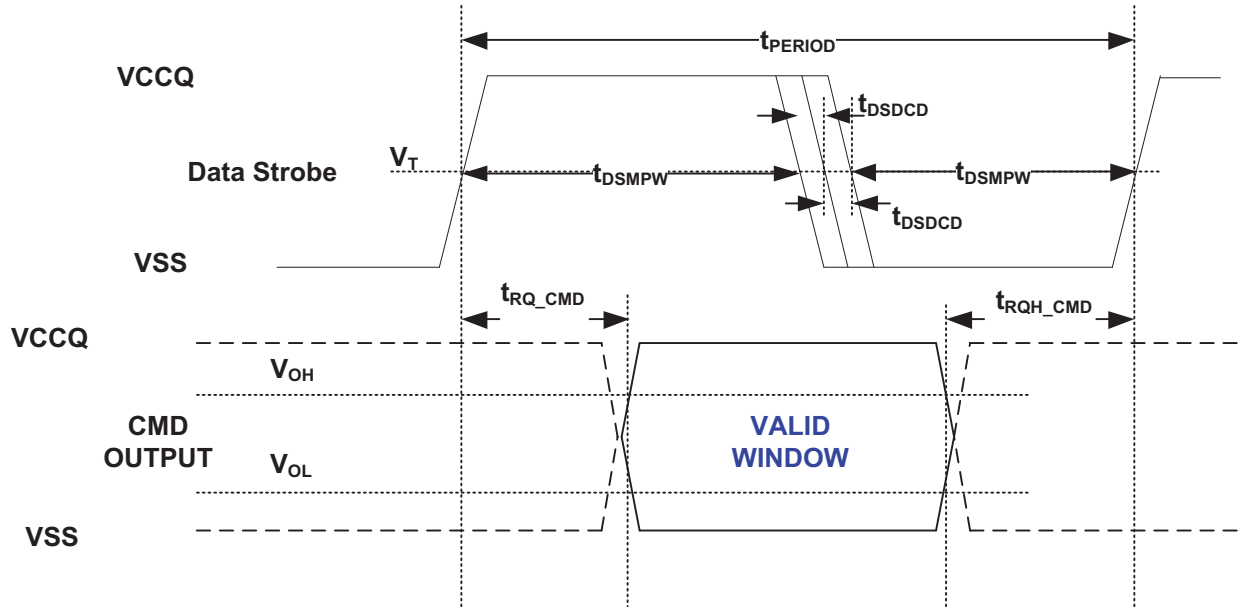 tPERIOD
VCCQ
tDSDCD
VT
Data Strobe
tDSMPW
tDSMPW
tDSDCD
VSS
tRQ_CMD
tRQH_CMD
VCCQ
VOH
CMD
OUTPUT
VALID
WINDOW
VOL
VSS